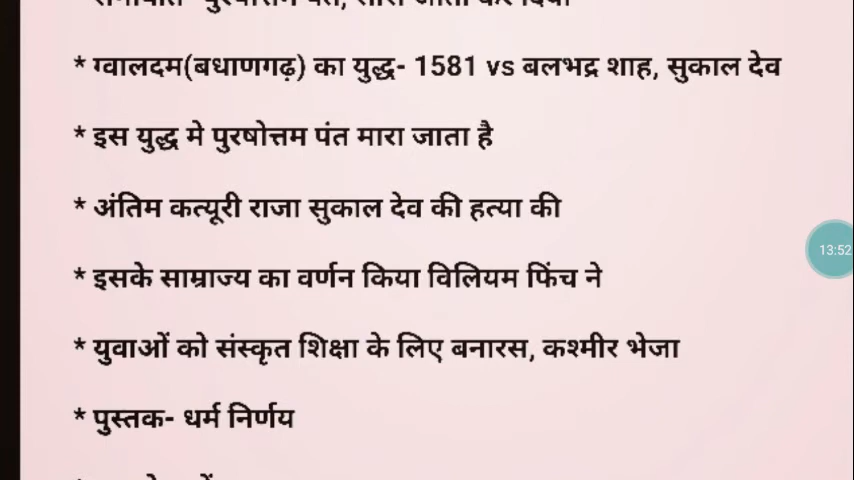 * ग्वालदम(बधाणगढ़) का युद्ध- 1581 vs बलभद्र शाह, सुकाल देव
* इस युद्ध मे पुरषोत्तम पंत मारा जाता है
* अंतिम कत्यूरी राजा सुकाल देव की हत्या की
* इसके साम्राज्य का वर्णन किया विलियम फिंच ने
13:52
* युवाओं को संस्कृत शिक्षा के लिए बनारस, कश्मीर भेजा
* पुस्तक- धर्म निर्णय